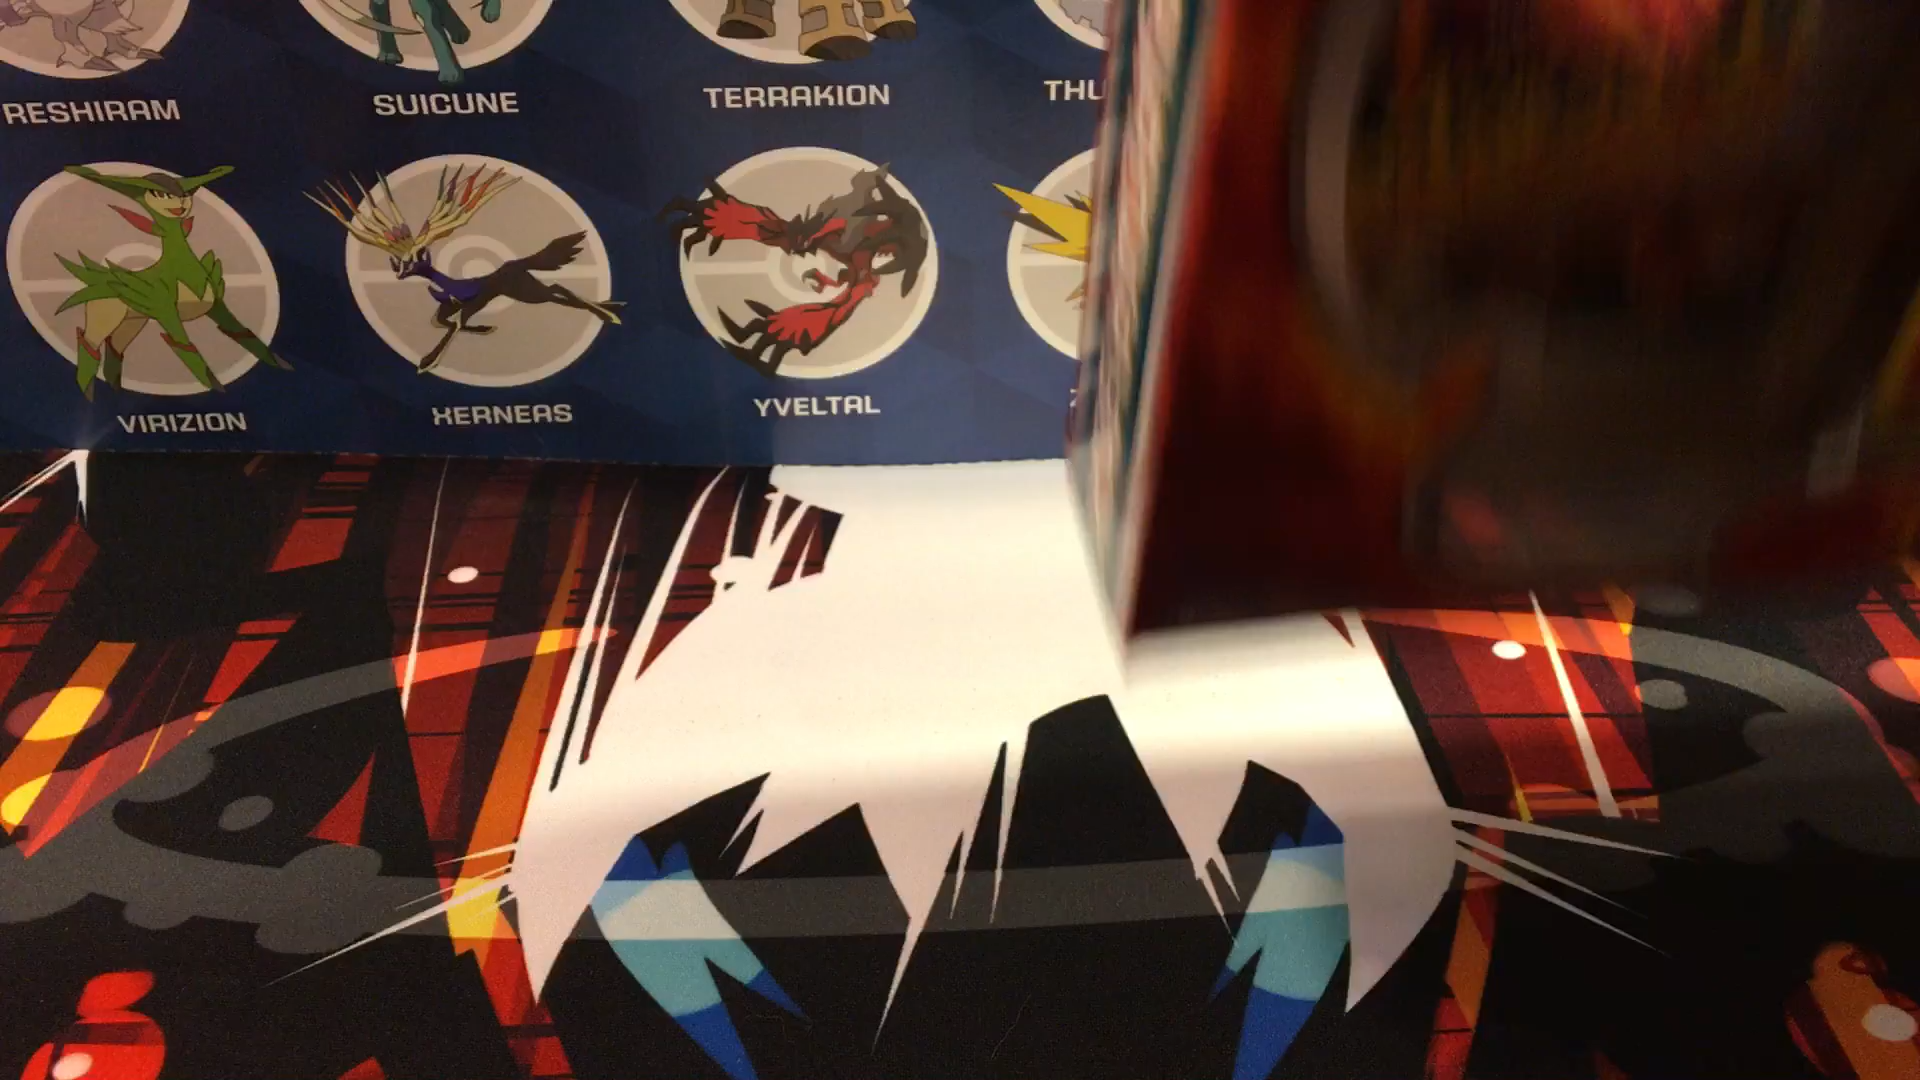 RESHIRAM
SUICUNE
TERRAKION
THU
VIRIZION
XERNEAS
YVELTAL